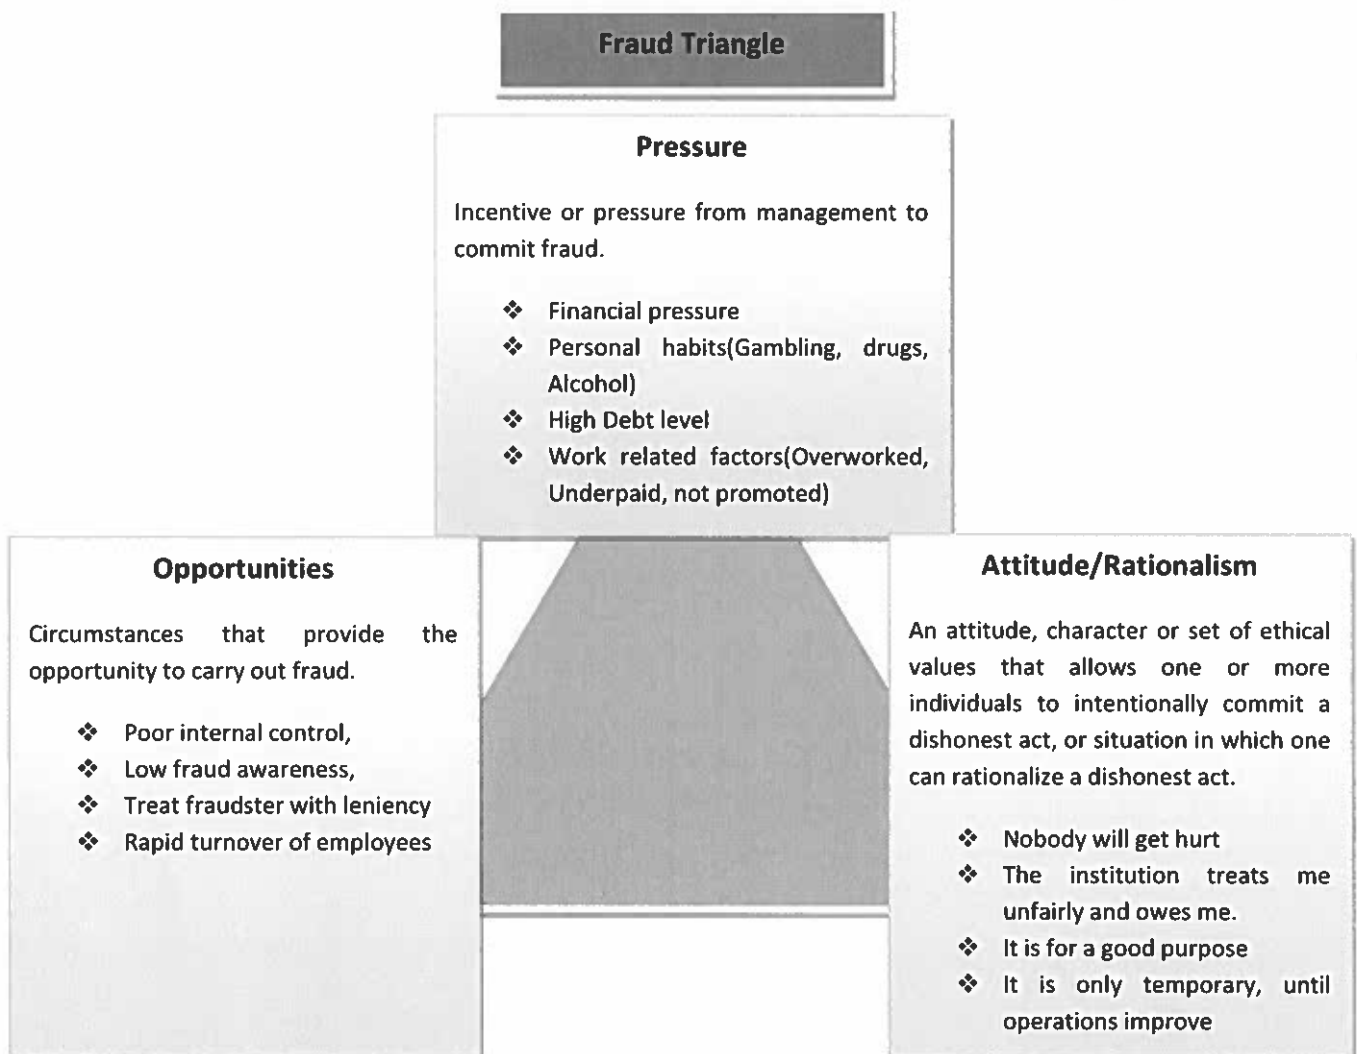 Fraud Triangle
Pressure
Incentive or pressure from management to
commit fraud.
❖ Financial pressure
❖ Personal habits(Gambling, drugs,
Alcohol)
❖ High Debt level
❖ Work related factors(Overworked,
Underpaid, not promoted)
Opportunities
Circumstances that provide the
opportunity to carry out fraud.
❖ Poor internal control,
❖ Low fraud awareness,
❖ Treat fraudster with leniency
❖ Rapid turnover of employees
Attitude/Rationalism
An attitude, character or set of ethical
values that allows one or more
individuals to intentionally commit a
dishonest act, or situation in which one
can rationalize a dishonest act.
❖ Nobody will get hurt
❖ The institution treats me
unfairly and owes me.
❖ It is for a good purpose
❖ It is only temporary, until
operations improve